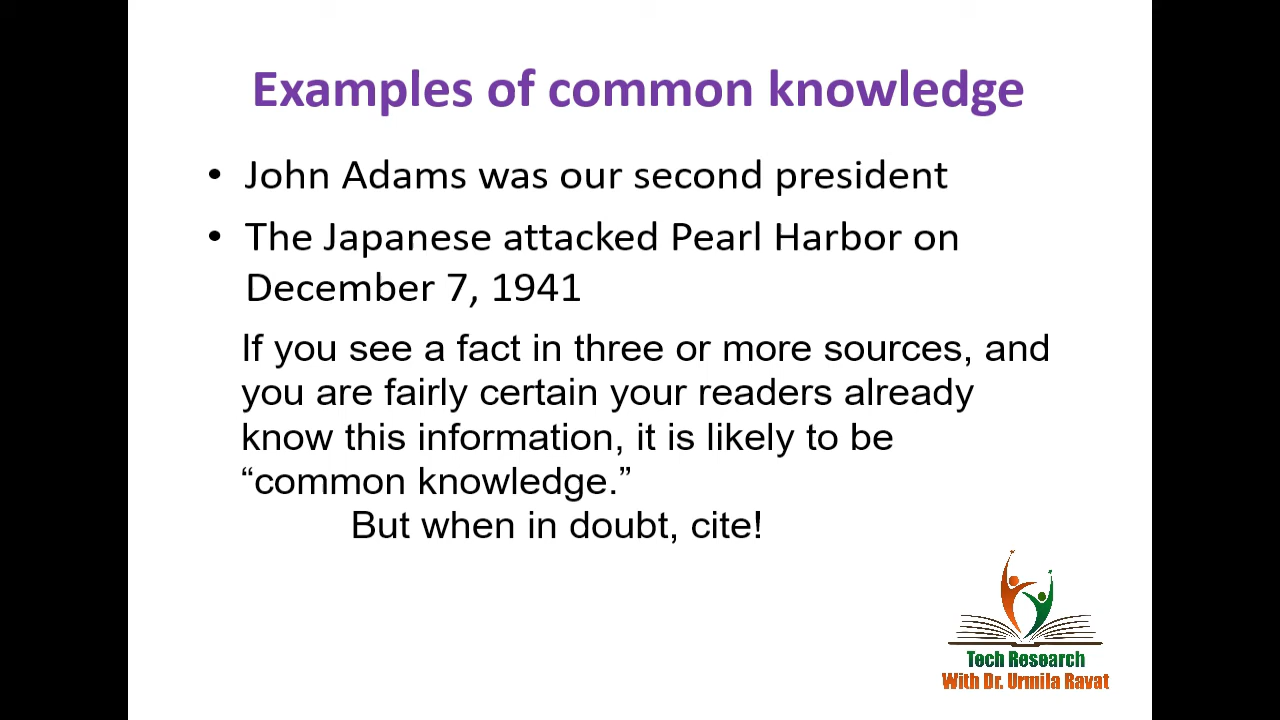 Examples of common knowledge
• John Adams was our second president
• The Japanese attacked Pearl Harbor on
December 7, 1941
If you see a fact in three or more sources, and
you are fairly certain your readers already
know this information, it is likely to be
“common knowledge.”
But when in doubt, cite!
Tech Research
With Dr. Urmila Ravat